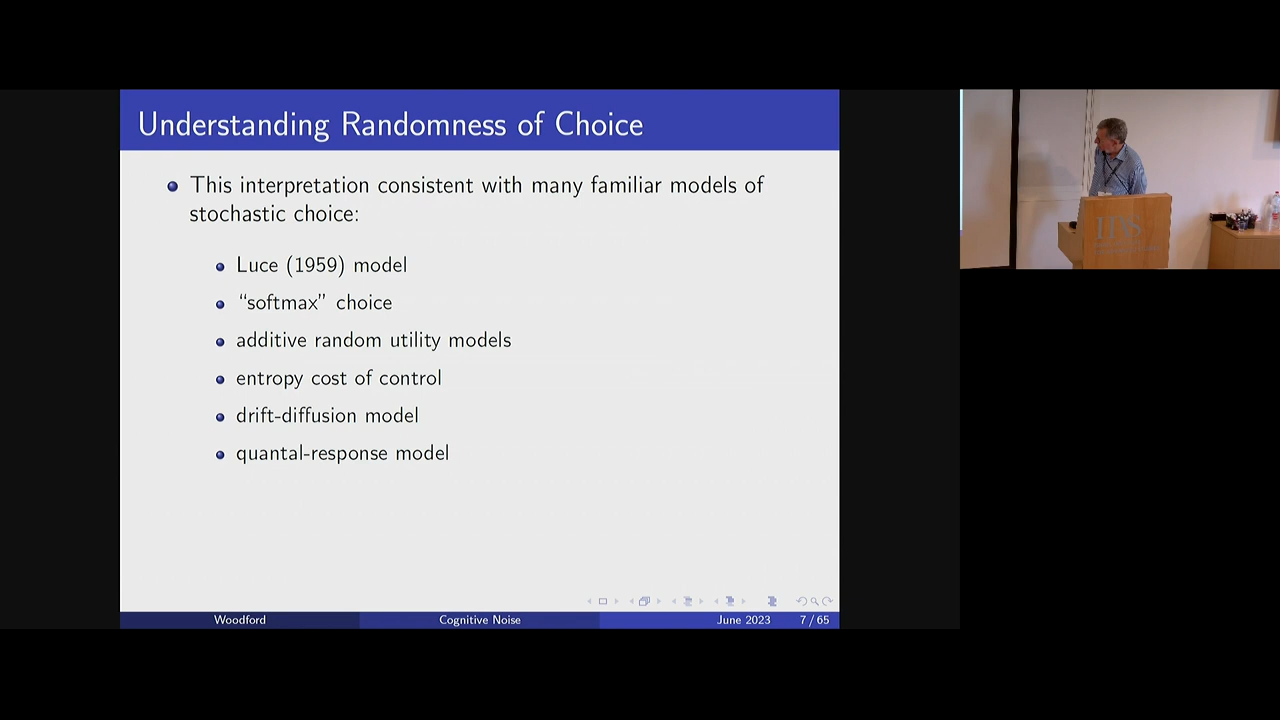 Understanding Randomness of Choice
This interpretation consistent with many familiar models of
stochastic choice:
Luce (1959) model
“softmax” choice
additive random utility models
entropy cost of control
drift-diffusion model
quantal-response model
Woodford Cognitive Noise June 2023 7 / 65